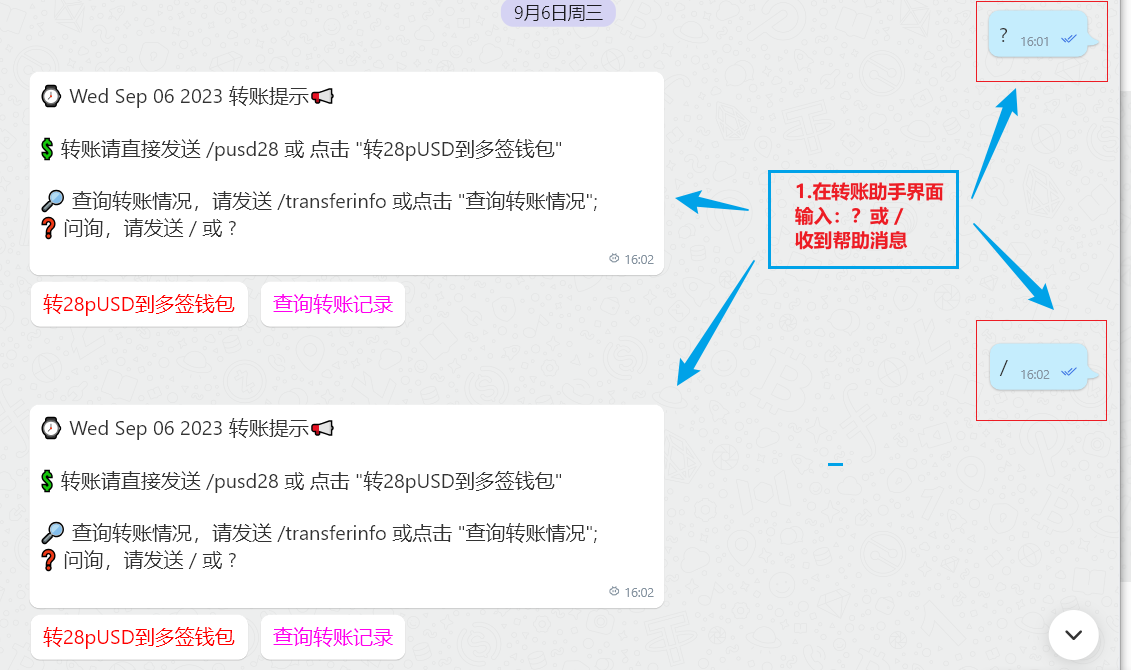 9月6日周三
? 16:01
⌚ Wed Sep 06 2023 转账提示📢
💲 转账请直接发送 /pusd28 或 点击 "转28pUSD到多签钱包"
🔎 查询转账情况，请发送 /transferinfo 或点击 "查询转账情况";
❓ 问询，请发送 / 或 ?
16:02
转28pUSD到多签钱包 查询转账记录
1.在转账助手界面
输入：？或 /
收到帮助消息
/ 16:02
⌚ Wed Sep 06 2023 转账提示📢
💲 转账请直接发送 /pusd28 或 点击 "转28pUSD到多签钱包"
🔎 查询转账情况，请发送 /transferinfo 或点击 "查询转账情况";
❓ 问询，请发送 / 或 ?
16:02
转28pUSD到多签钱包 查询转账记录